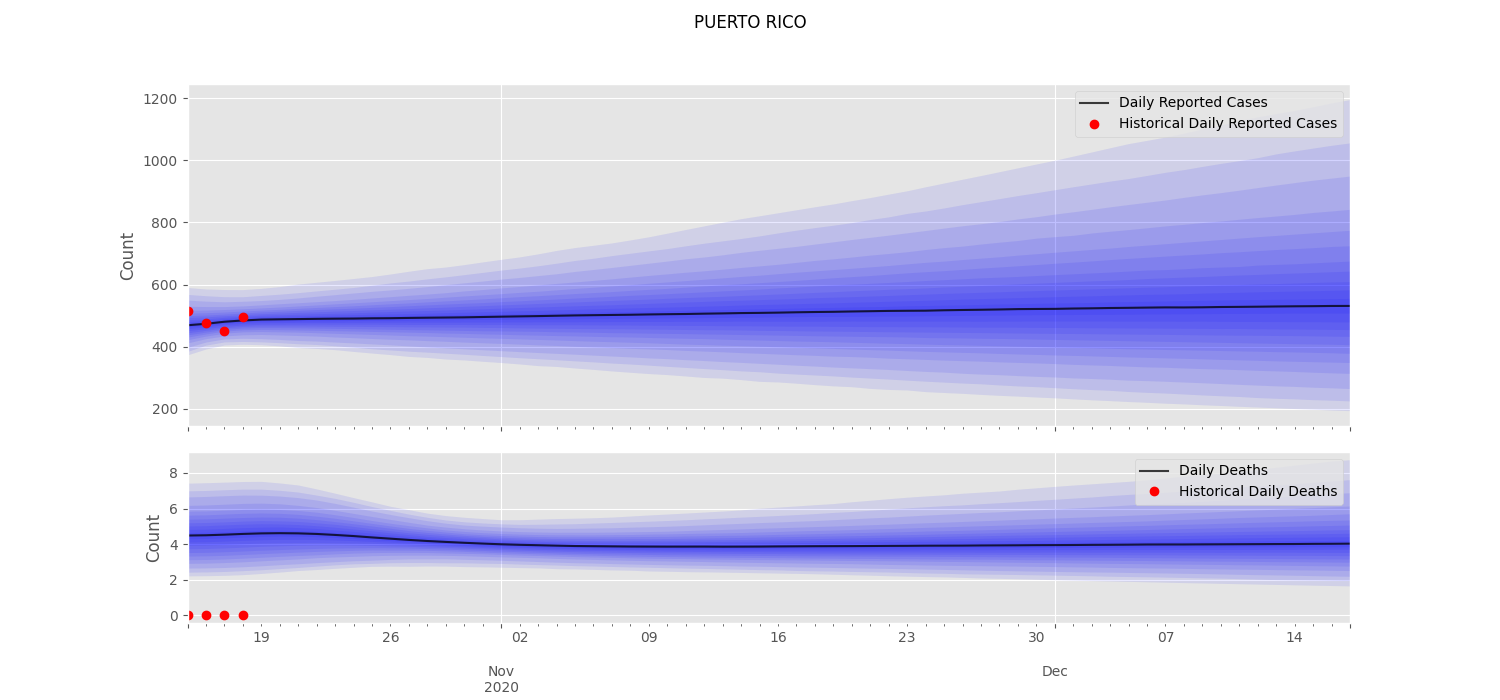 PUERTO RICO
1200
1000
800
600
400
200
Count
Daily Reported Cases
Historical Daily Reported Cases
8
6
4
2
0
Count
Daily Deaths
Historical Daily Deaths
19 26 02 09 16 23 30 07 14
Nov Dec
2020